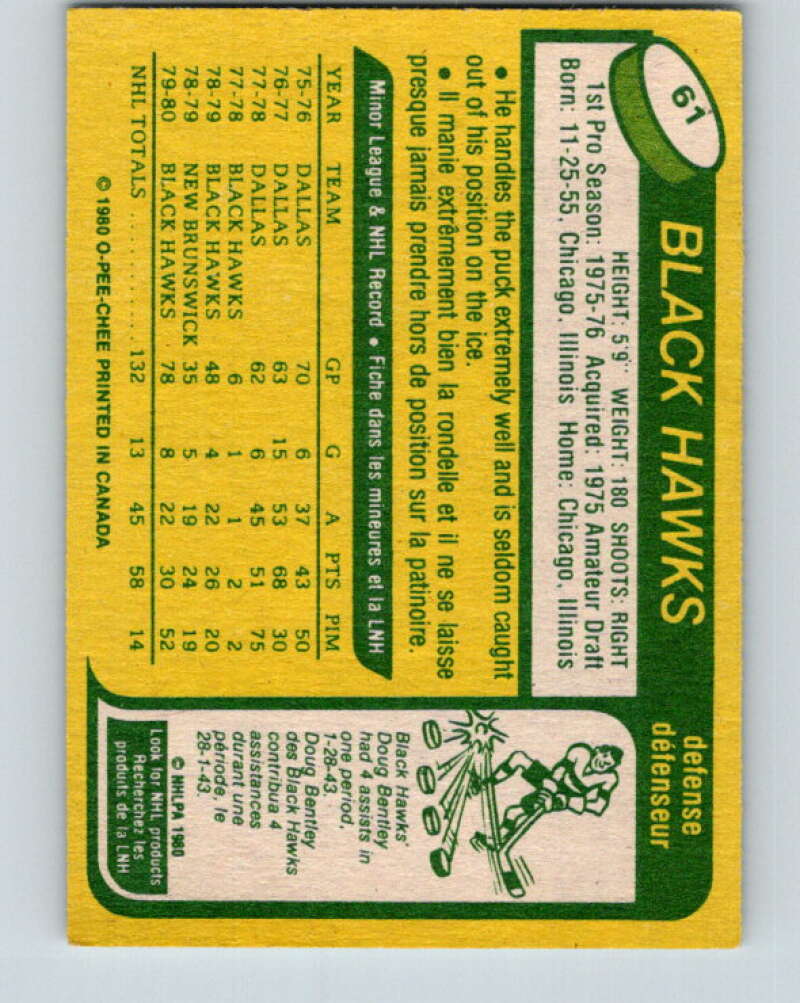 61
BLACK HAWKS
defense
défenseur
HEIGHT: 5'9" WEIGHT: 180 SHOOTS: RIGHT
1st Pro Season: 1975-76 Acquired: 1975 Amateur Draft
Born: 11-25-55, Chicago, Illinois Home: Chicago, Illinois
• He handles the puck extremely well and is seldom caught
out of his position on the ice.
• Il manie extrêmement bien la rondelle et il ne se laisse
presque jamais prendre hors de position sur la patinoire.
Minor League & NHL Record • Fiche dans les mineures et la LNH
YEAR TEAM GP G A PTS PIM
75-76 DALLAS 70 6 37 43 50
76-77 DALLAS 63 15 53 68 30
77-78 DALLAS 62 6 45 51 75
77-78 BLACK HAWKS 6 1 1 2 2
78-79 BLACK HAWKS 48 4 22 26 20
78-79 NEW BRUNSWICK 35 5 19 24 19
79-80 BLACK HAWKS 78 8 22 30 52
NHL TOTALS .......... 132 13 45 58 14
© 1980 O-PEE-CHEE PRINTED IN CANADA
Black Hawks'
Doug Bentley
had 4 assists in
one period,
1-28-43.
Doug Bentley
des Black Hawks
contribua 4
assistances
durant une
période, le
28-1-43.
© NHLPA 1980
Look for NHL products
Recherchez les
produits de la LNH